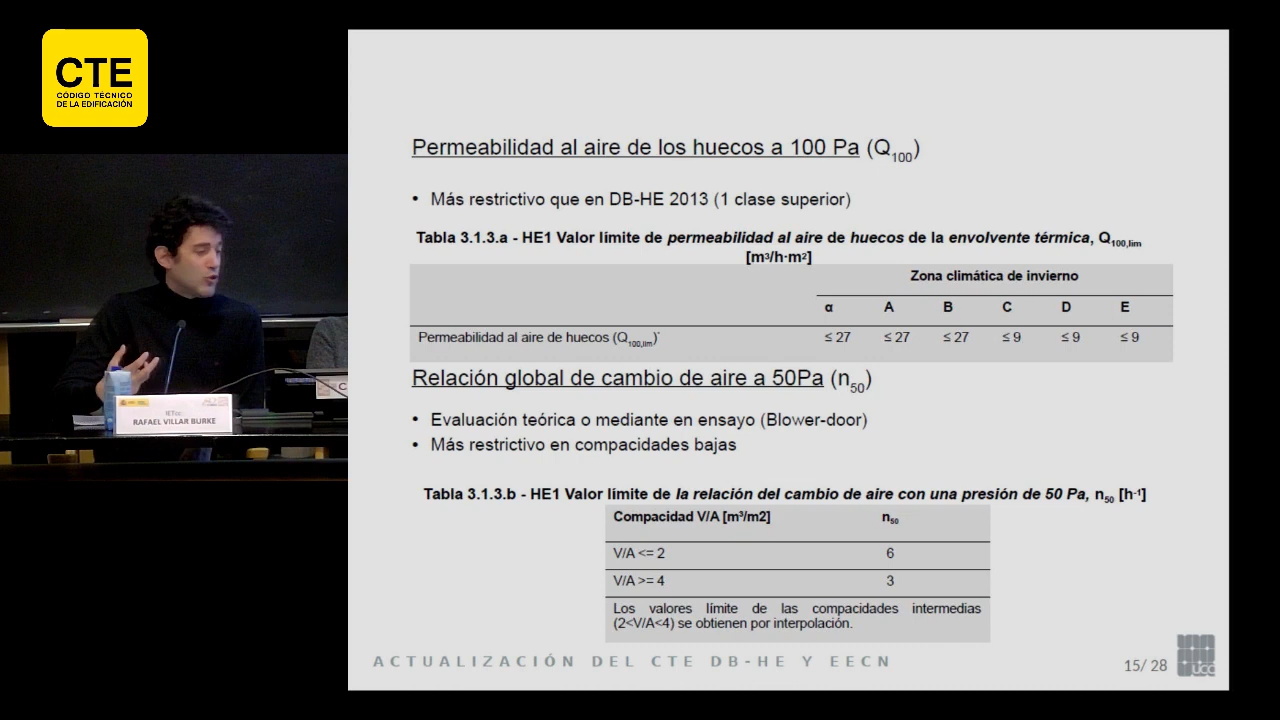 CTE
CÓDIGO TÉCNICO
DE LA EDIFICACIÓN
Permeabilidad al aire de los huecos a 100 Pa (Q100)
• Más restrictivo que en DB-HE 2013 (1 clase superior)
Tabla 3.1.3.a - HE1 Valor límite de permeabilidad al aire de huecos de la envolvente térmica, Q100,lim
[m3/h·m2]
Zona climática de invierno
α A B C D E
Permeabilidad al aire de huecos (Q100,lim)* ≤ 27 ≤ 27 ≤ 27 ≤ 9 ≤ 9 ≤ 9
Relación global de cambio de aire a 50Pa (n50)
• Evaluación teórica o mediante en ensayo (Blower-door)
• Más restrictivo en compacidades bajas
Tabla 3.1.3.b - HE1 Valor límite de la relación del cambio de aire con una presión de 50 Pa, n50 [h-1]
Compacidad V/A [m3/m2] n50
V/A <= 2 6
V/A >= 4 3
Los valores límite de las compacidades intermedias
(2<V/A<4) se obtienen por interpolación.
ACTUALIZACIÓN DEL CTE DB-HE Y EECN
15/ 28
IETcc
RAFAEL VILLAR BURKE